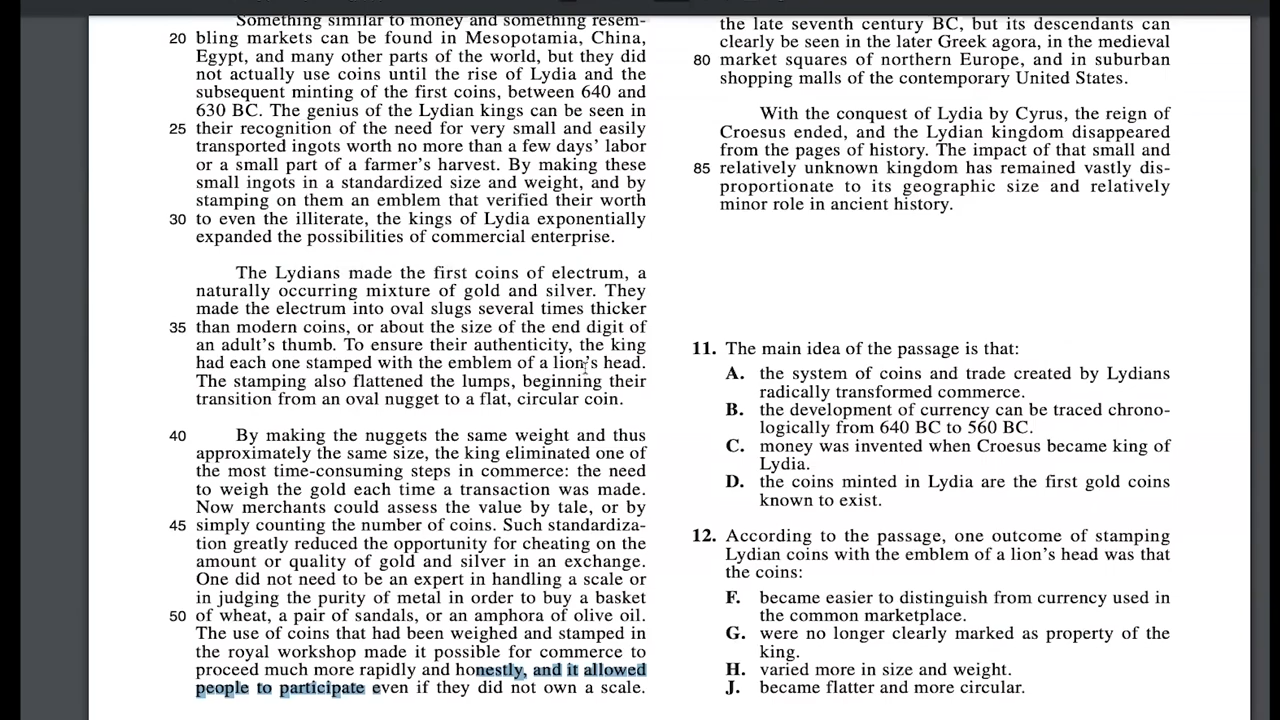 Something similar to money and something resem-
20 bling markets can be found in Mesopotamia, China,
Egypt, and many other parts of the world, but they did
not actually use coins until the rise of Lydia and the
subsequent minting of the first coins, between 640 and
630 BC. The genius of the Lydian kings can be seen in
25 their recognition of the need for very small and easily
transported ingots worth no more than a few days' labor
or a small part of a farmer's harvest. By making these
small ingots in a standardized size and weight, and by
stamping on them an emblem that verified their worth
30 to even the illiterate, the kings of Lydia exponentially
expanded the possibilities of commercial enterprise.
The Lydians made the first coins of electrum, a
naturally occurring mixture of gold and silver. They
made the electrum into oval slugs several times thicker
35 than modern coins, or about the size of the end digit of
an adult's thumb. To ensure their authenticity, the king
had each one stamped with the emblem of a lion's head.
The stamping also flattened the lumps, beginning their
transition from an oval nugget to a flat, circular coin.
40 By making the nuggets the same weight and thus
approximately the same size, the king eliminated one of
the most time-consuming steps in commerce: the need
to weigh the gold each time a transaction was made.
Now merchants could assess the value by tale, or by
45 simply counting the number of coins. Such standardiza-
tion greatly reduced the opportunity for cheating on the
amount or quality of gold and silver in an exchange.
One did not need to be an expert in handling a scale or
in judging the purity of metal in order to buy a basket
50 of wheat, a pair of sandals, or an amphora of olive oil.
The use of coins that had been weighed and stamped in
the royal workshop made it possible for commerce to
proceed much more rapidly and honestly, and it allowed
people to participate even if they did not own a scale.
the late seventh century BC, but its descendants can
clearly be seen in the later Greek agora, in the medieval
80 market squares of northern Europe, and in suburban
shopping malls of the contemporary United States.
With the conquest of Lydia by Cyrus, the reign of
Croesus ended, and the Lydian kingdom disappeared
from the pages of history. The impact of that small and
85 relatively unknown kingdom has remained vastly dis-
proportionate to its geographic size and relatively
minor role in ancient history.
11. The main idea of the passage is that:
A. the system of coins and trade created by Lydians
radically transformed commerce.
B. the development of currency can be traced chrono-
logically from 640 BC to 560 BC.
C. money was invented when Croesus became king of
Lydia.
D. the coins minted in Lydia are the first gold coins
known to exist.
12. According to the passage, one outcome of stamping
Lydian coins with the emblem of a lion's head was that
the coins:
F. became easier to distinguish from currency used in
the common marketplace.
G. were no longer clearly marked as property of the
king.
H. varied more in size and weight.
J. became flatter and more circular.